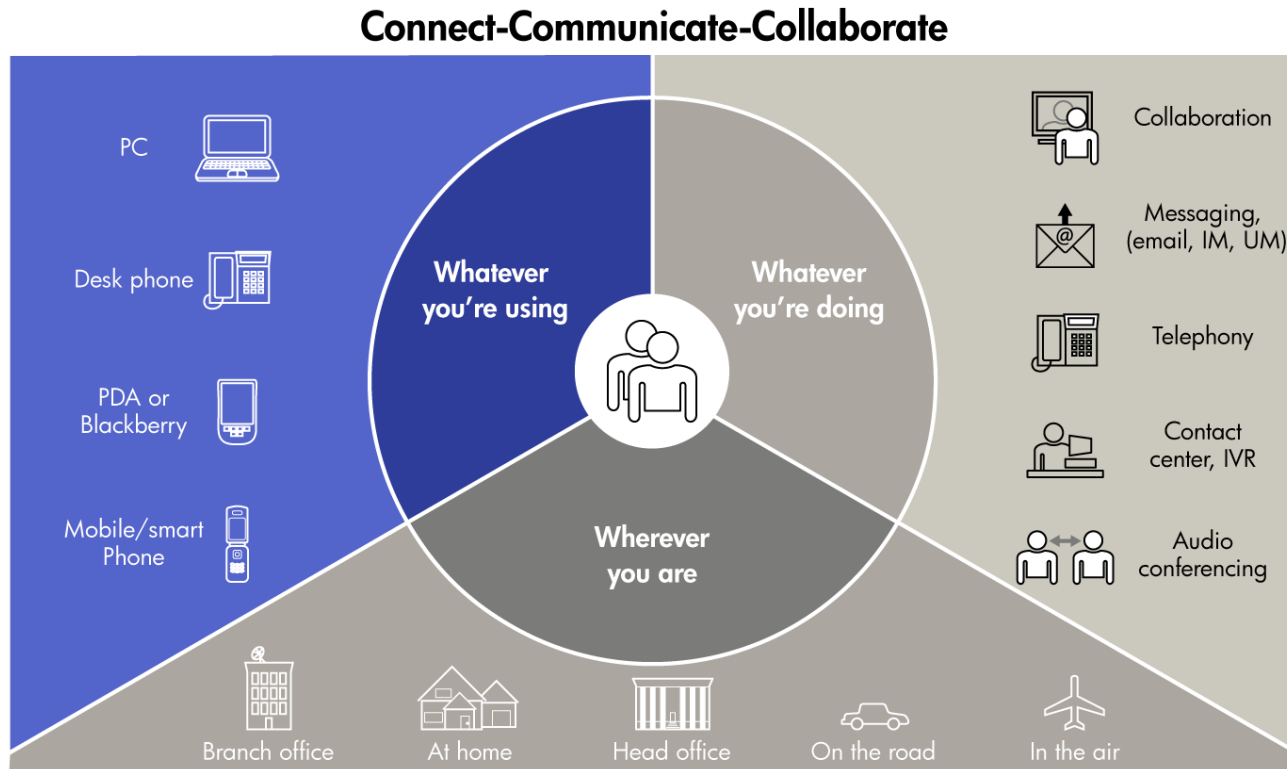 Connect-Communicate-Collaborate
PC
Desk phone
PDA or
Blackberry
Mobile/smart
Phone
Whatever
you're using
Whatever
you're doing
Wherever
you are
Collaboration
Messaging,
(email, IM, UM)
@
Telephony
Contact
center, IVR
Audio
conferencing
Branch office
At home
Head office
On the road
In the air